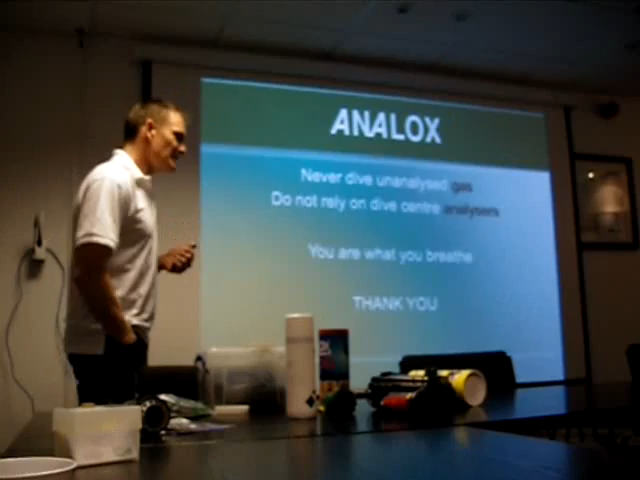 ANALOX
Never dive unanalysed gas
Do not rely on dive centre analysers
You are what you breathe
THANK YOU